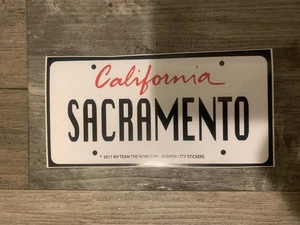 California
SACRAMENTO
* 2017 MY TEAM THE WORLD INC BUMPER CITY STICKERS